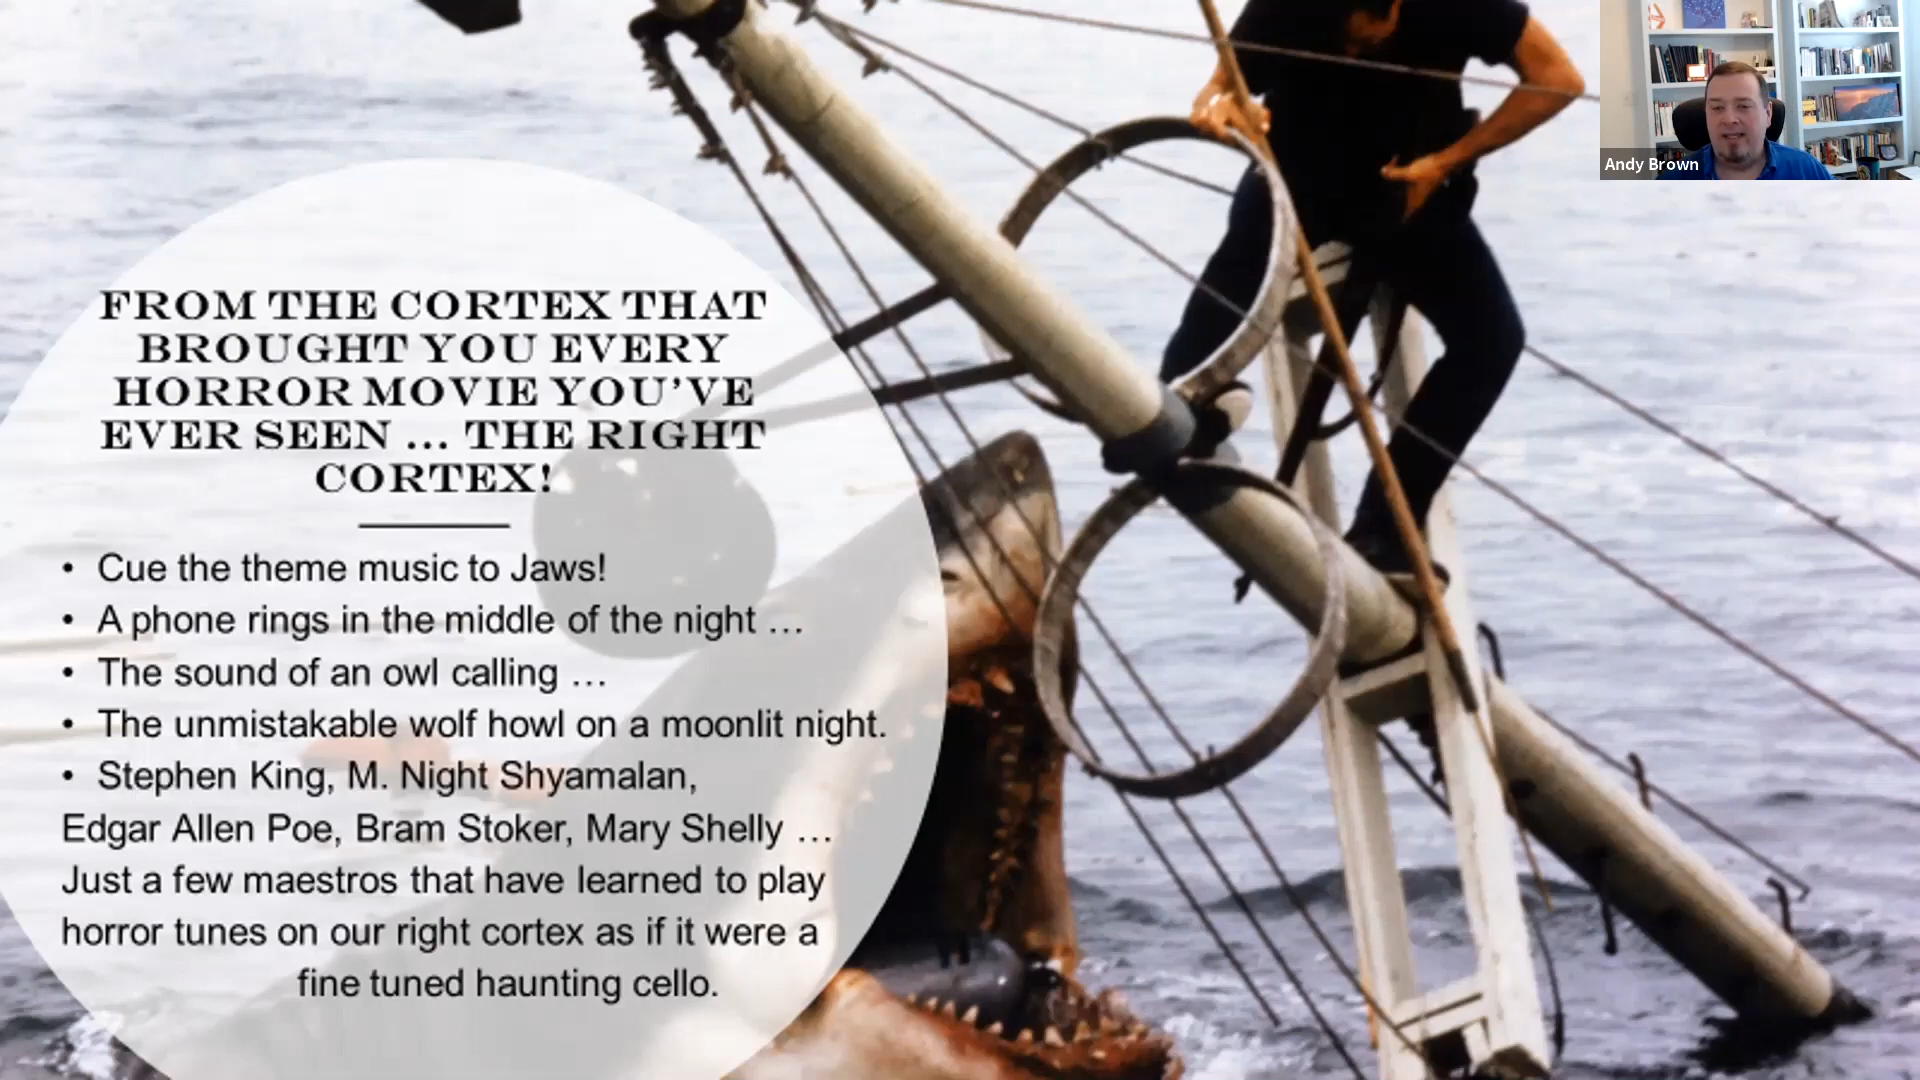 Andy Brown
FROM THE CORTEX THAT
BROUGHT YOU EVERY
HORROR MOVIE YOU'VE
EVER SEEN … THE RIGHT
CORTEX!
• Cue the theme music to Jaws!
• A phone rings in the middle of the night …
• The sound of an owl calling …
• The unmistakable wolf howl on a moonlit night.
• Stephen King, M. Night Shyamalan,
Edgar Allen Poe, Bram Stoker, Mary Shelly …
Just a few maestros that have learned to play
horror tunes on our right cortex as if it were a
fine tuned haunting cello.